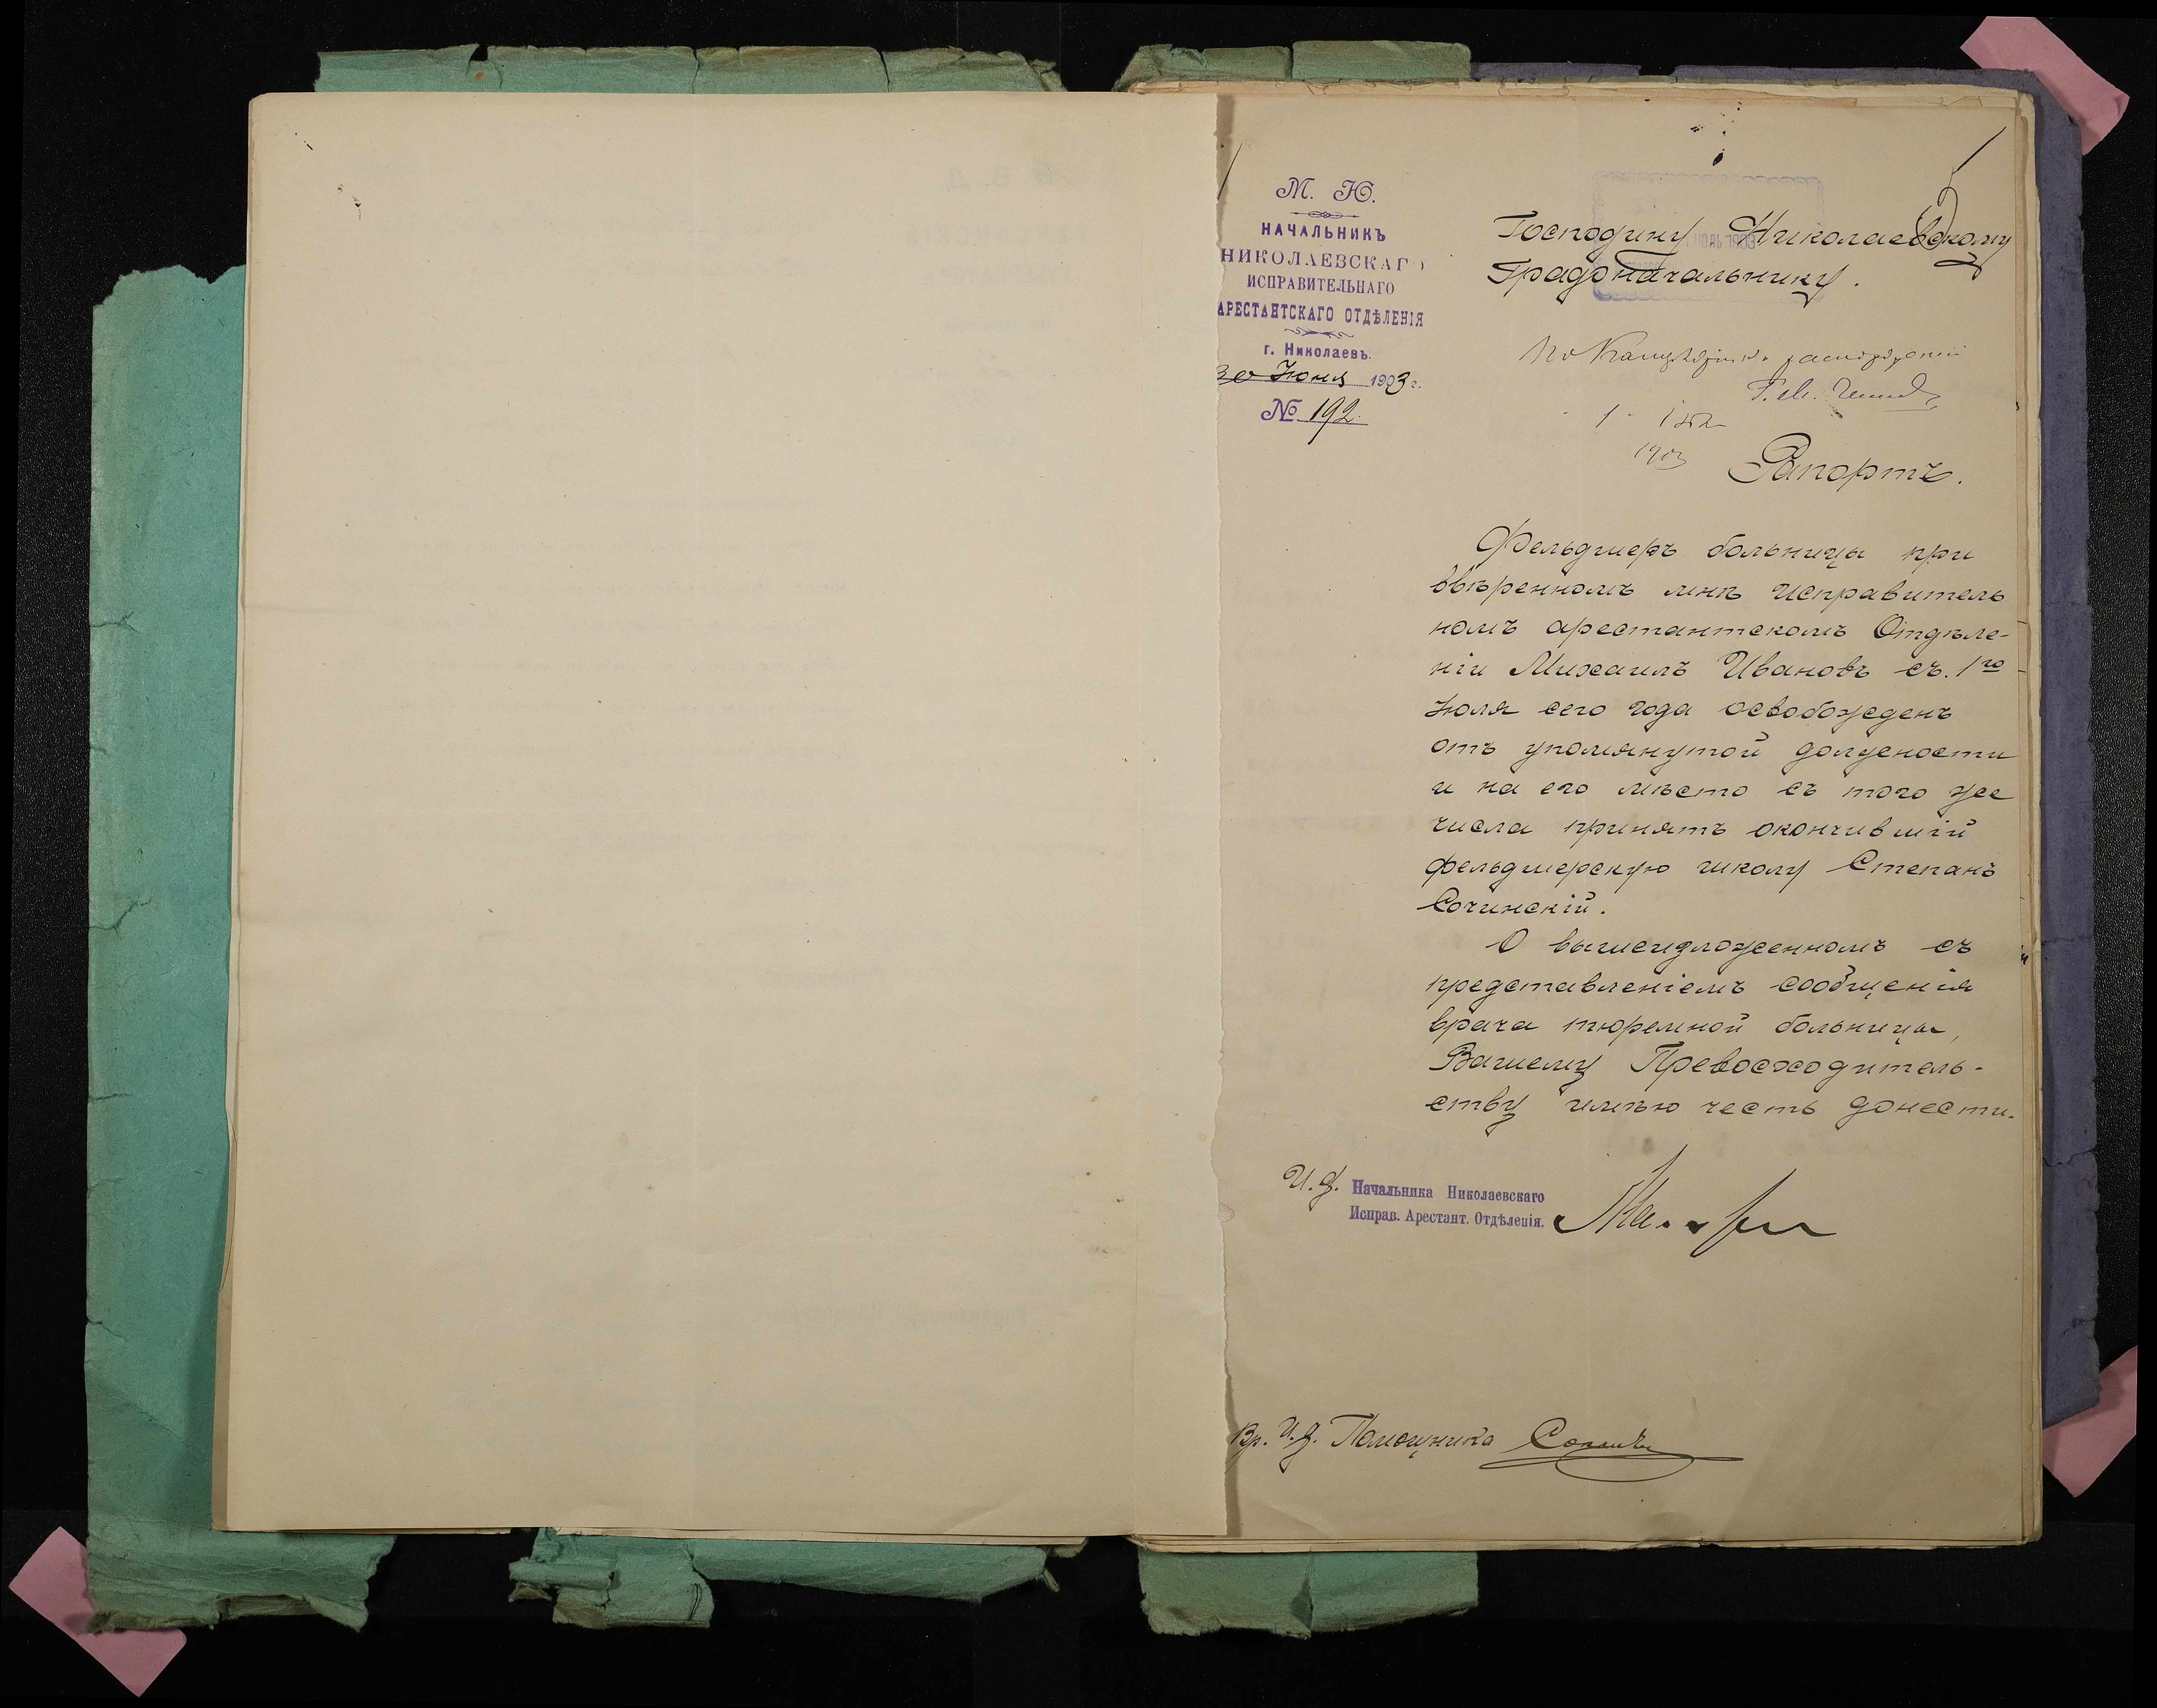 М. Ю.
НАЧАЛЬНИКЪ
НИКОЛАЕВСКАГО
ИСПРАВИТЕЛЬНАГО
АРЕСТАНТСКАГО ОТДѢЛЕНІЯ
г. Николаевъ.
30 Июня 1903 г.
№ 192.
Господину Николаевскому
Градоначальнику.
1903
Рапортъ.
Фельдшеръ больницы при
ввѣренномъ мнѣ исправитель
номъ арестантскомъ Отдѣле-
ніи Михаилъ Ивановъ съ 1го
Июля сего года освобожденъ
отъ упомянутой должности
и на его мѣсто съ того же
числа принятъ окончившій
фельдшерскую школу Степанъ
Сочинскій.
О вышеизложенномъ съ
представленіемъ сообщенія
врача тюремной больницы,
Вашему Превосходитель-
ству имѣю честь донести.
И.д. Начальника Николаевскаго
Исправ. Арестант. Отдѣленія.
Вр. И.д. Помощника